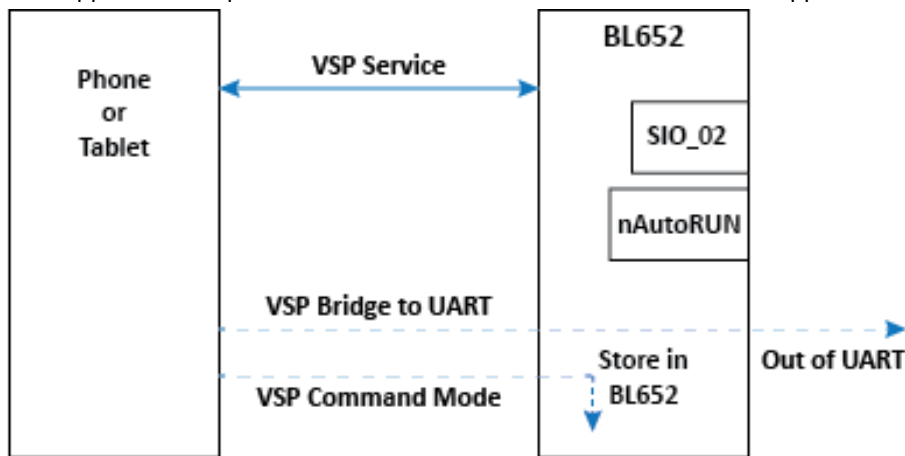 BL652
VSP Service
Phone
or
Tablet
SIO_02
nAutoRUN
VSP Bridge to UART
Store in
BL652
Out of UART
VSP Command Mode